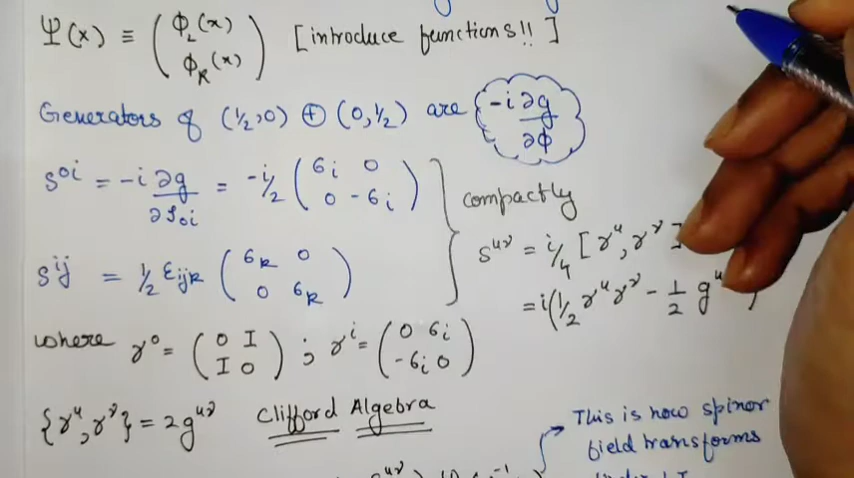 Ψ(x) ≡ ( ϕ_L(x) ϕ_R(x) ) [introduce functions!!]
Generators of (1/2,0) ⊕ (0,1/2) are -i ∂g/∂ϕ
S^{0i} = -i ∂g/∂ρ_{0i} = -i/2 ( σ_i 0 0 -σ_i )
compactly
S^{ij} = 1/2 ε_{ijk} ( σ_k 0 0 σ_k )
S^{μν} = i/4 [γ^μ, γ^ν]
= i(1/2 γ^μ γ^ν - 1/2 g
where γ^0 = ( 0 I I 0 ) ; γ^i = ( 0 σ_i -σ_i 0 )
{γ^μ, γ^ν} = 2g^{μν} Clifford Algebra
This is how spinor
field transforms